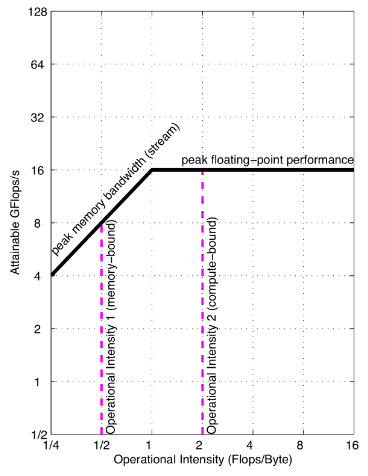 128
64
32
16
8
4
2
1
1/2
Attainable GFlops/s
peak memory bandwidth (stream)
peak floating-point performance
Operational Intensity 1 (memory-bound)
Operational Intensity 2 (compute-bound)
1/4 1/2 1 2 4 8 16
Operational Intensity (Flops/Byte)